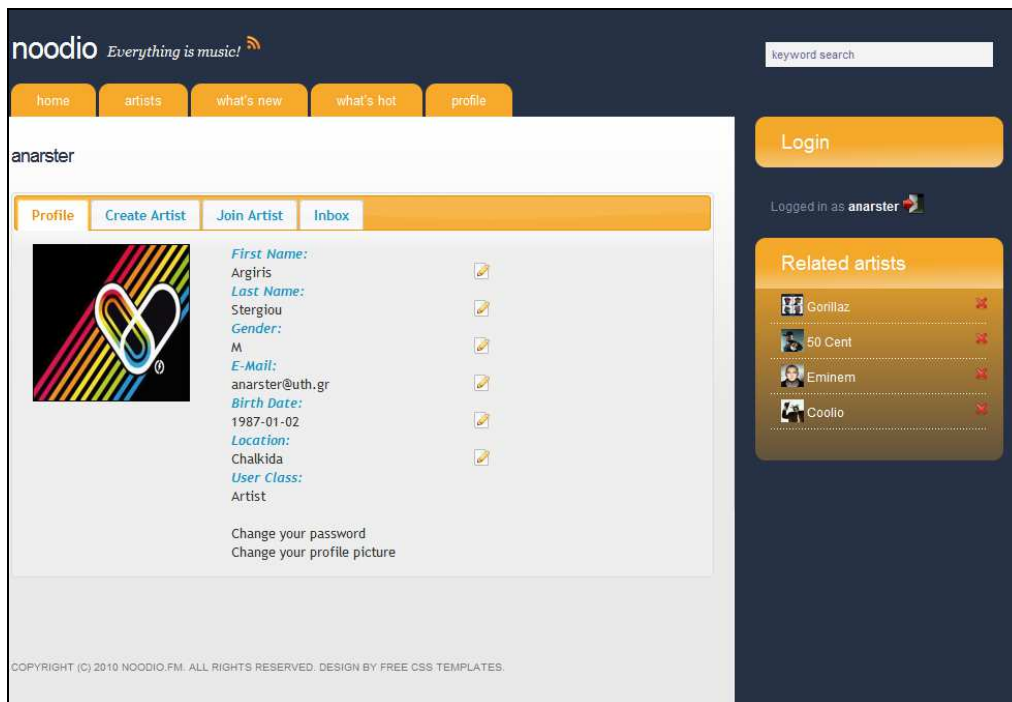 noodio Everything is music!
keyword search
home artists what's new what's hot profile
anarster
Profile Create Artist Join Artist Inbox
First Name:
Argiris
Last Name:
Stergiou
Gender:
M
E-Mail:
anarster@uth.gr
Birth Date:
1987-01-02
Location:
Chalkida
User Class:
Artist
Change your password
Change your profile picture
Login
Logged in as anarster
Related artists
Gorillaz
50 Cent
Eminem
Coolio
COPYRIGHT (C) 2010 NOODIO.FM. ALL RIGHTS RESERVED. DESIGN BY FREE CSS TEMPLATES.